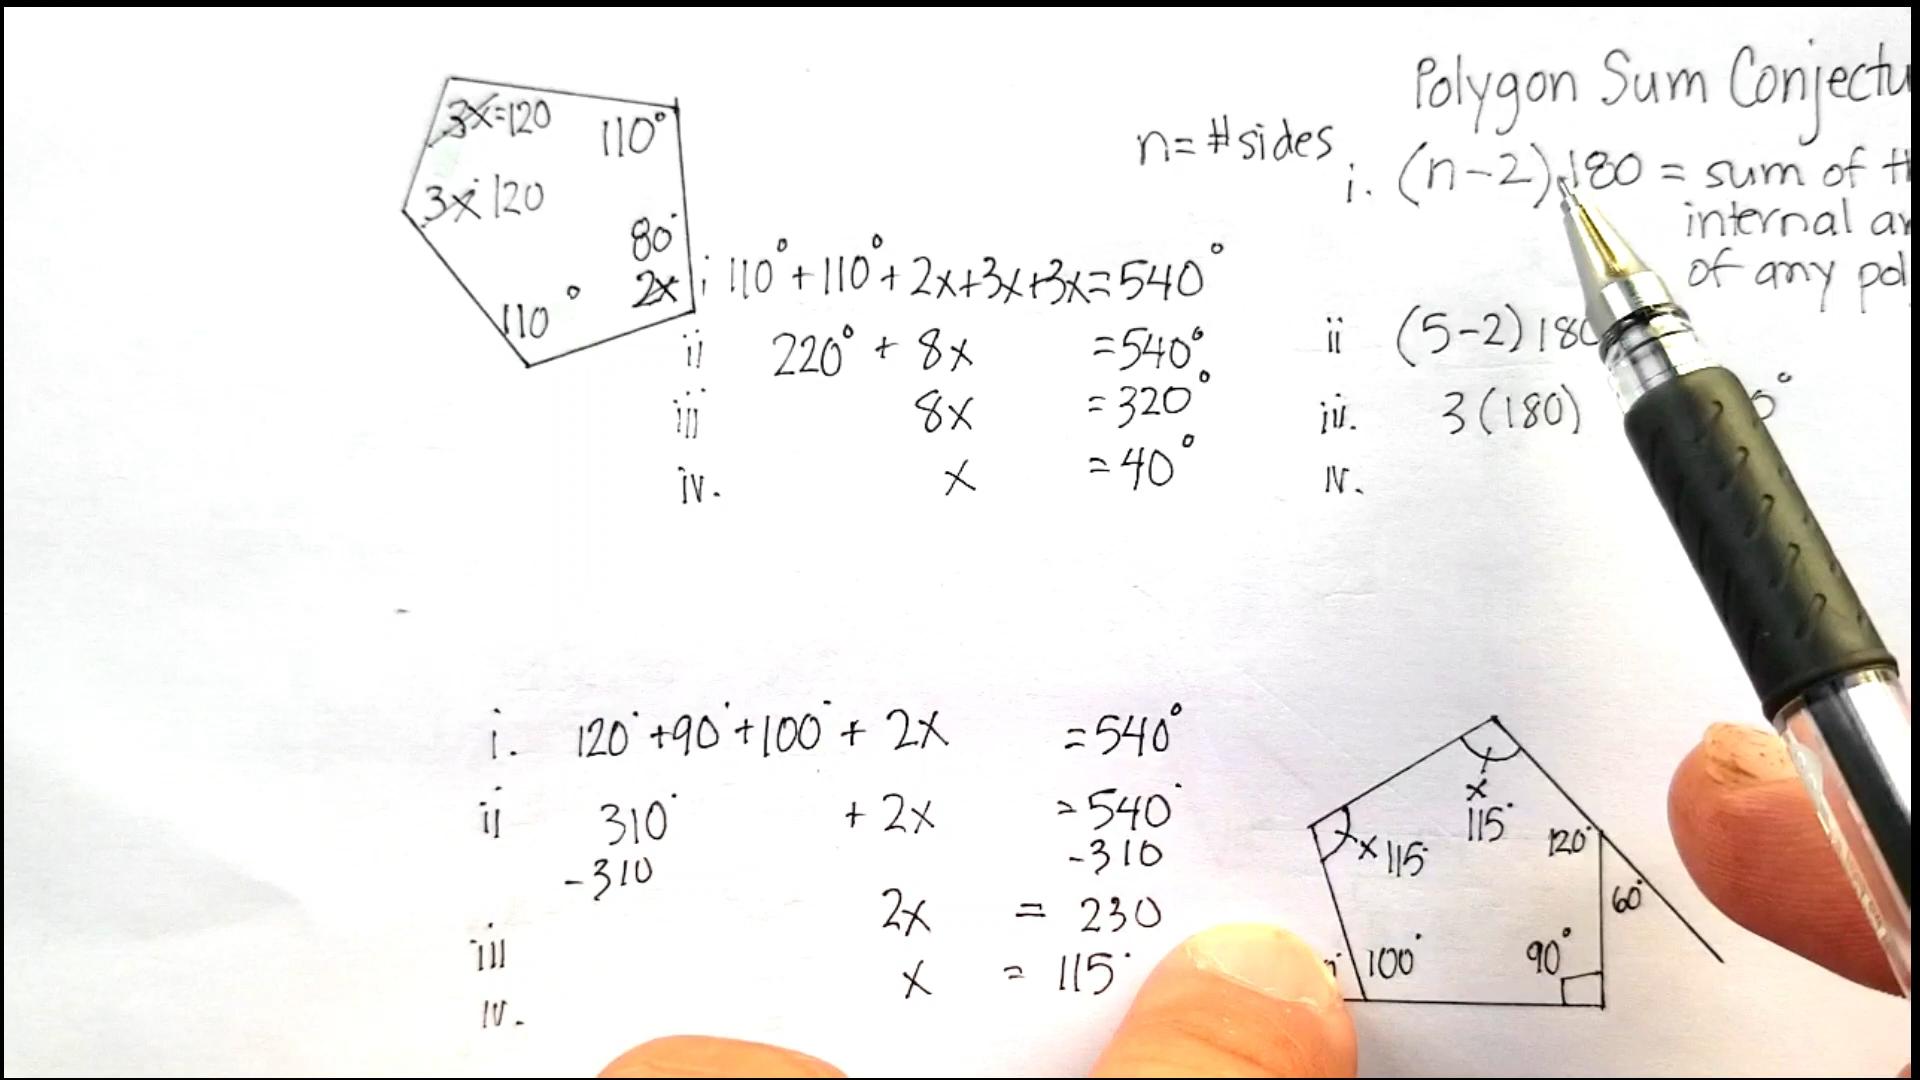 Polygon Sum
n=#sides
i. (n-2).180 = sum of
internal
of any
ii (5-2)180
iii. 3(180)
iv.
3x=120
110°
3x=120
80°
2x
110°
i 110°+110°+2x+3x+3x=540°
ii 220° + 8x =540°
iii 8x =320°
iv. x =40°
i. 120°+90°+100°+2x =540°
ii 310° +2x =540°
-310 -310
2x = 230
iii
x = 115°
iv.
x
115°
x 115°
120°
60°
100°
90°